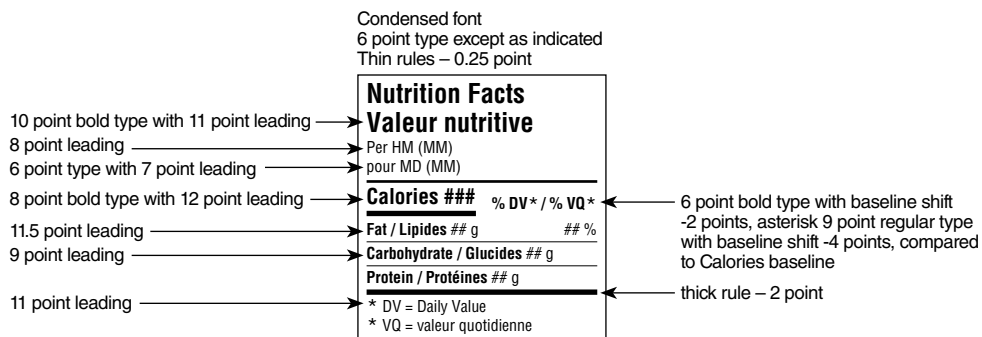 Condensed font
6 point type except as indicated
Thin rules – 0.25 point
Nutrition Facts
10 point bold type with 11 point leading
Valeur nutritive
8 point leading
Per HM (MM)
6 point type with 7 point leading
pour MD (MM)
8 point bold type with 12 point leading
Calories ###
% DV* / % VQ*
6 point bold type with baseline shift
-2 points, asterisk 9 point regular type
with baseline shift -4 points, compared
to Calories baseline
11.5 point leading
Fat / Lipides ## g ## %
9 point leading
Carbohydrate / Glucides ## g
Protein / Protéines ## g
thick rule – 2 point
11 point leading
* DV = Daily Value
* VQ = valeur quotidienne